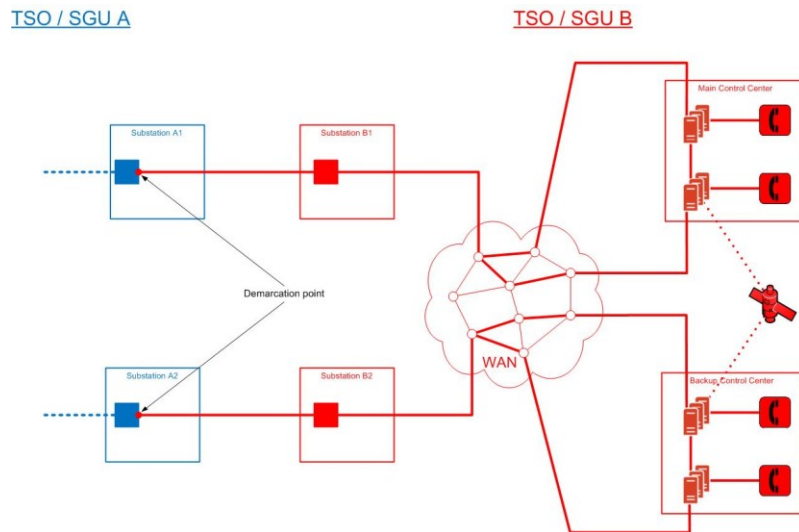 TSO / SGU A
TSO / SGU B
Main Control Center
Substation A1
Substation B1
Demarcation point
WAN
Substation A2
Substation B2
Backup Control Center